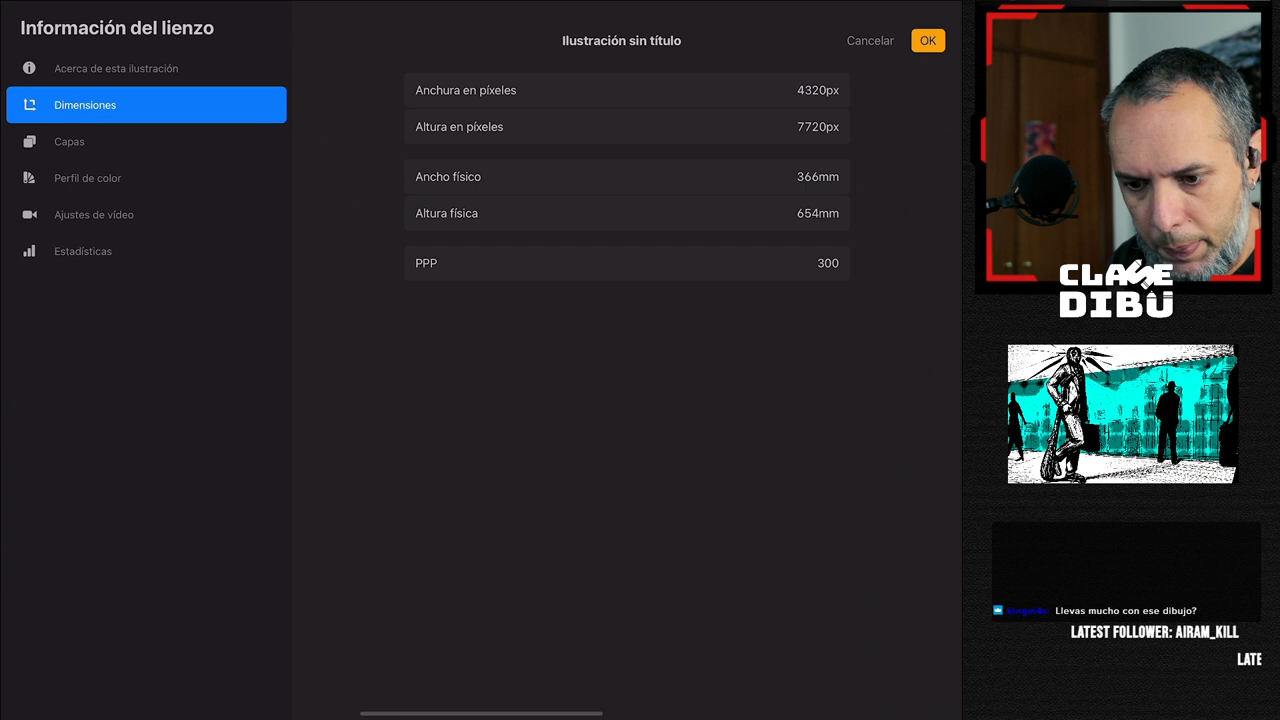 Información del lienzo
Acerca de esta ilustración
Dimensiones
Capas
Perfil de color
Ajustes de vídeo
Estadísticas
Ilustración sin título
Cancelar
OK
Anchura en píxeles 4320px
Altura en píxeles 7720px
Ancho físico 366mm
Altura física 654mm
PPP 300
CLASE
DIBU
Llevas mucho con ese dibujo?
LATEST FOLLOWER: AIRAM_KILL
LATE